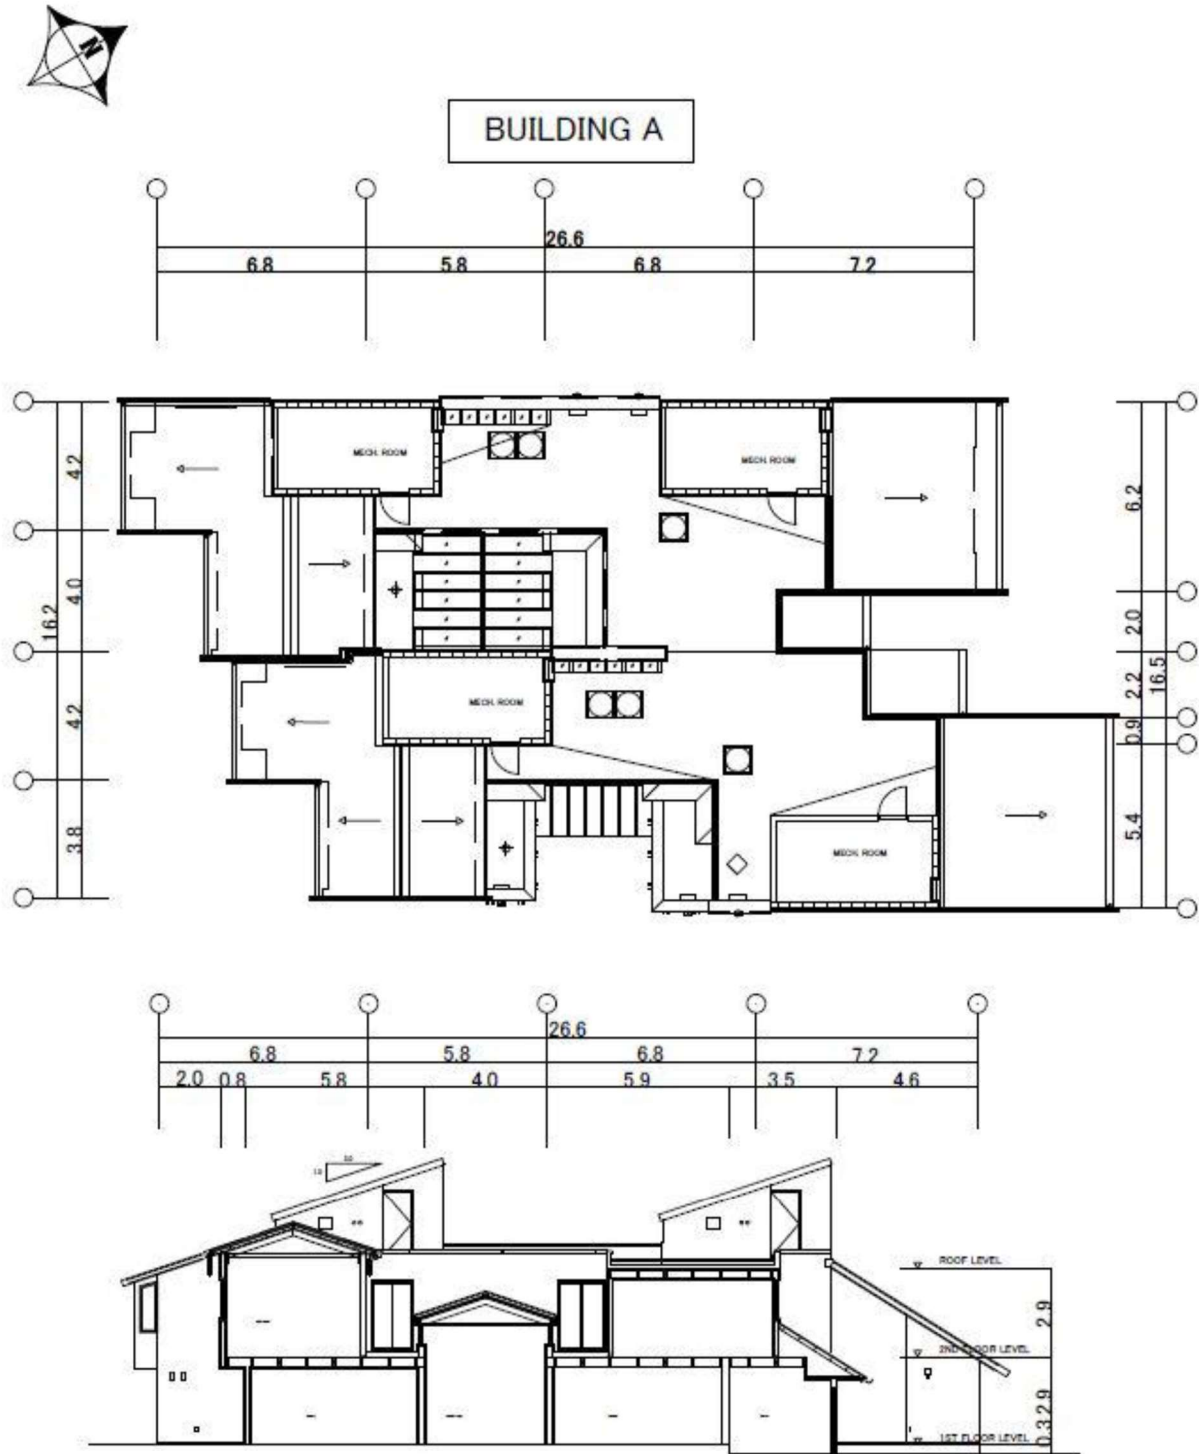 N
BUILDING A
26.6
6.8 5.8 6.8 7.2
MECH. ROOM
MECH. ROOM
MECH. ROOM
MECH. ROOM
4.2
4.0
16.2
4.2
3.8
6.2
2.0
2.2
16.5
0.9
5.4
26.6
6.8 5.8 6.8 7.2
2.0 0.8 5.8 4.0 5.9 3.5 4.6
ROOF LEVEL
2.9
2ND FLOOR LEVEL
2.9
0.3
1ST FLOOR LEVEL